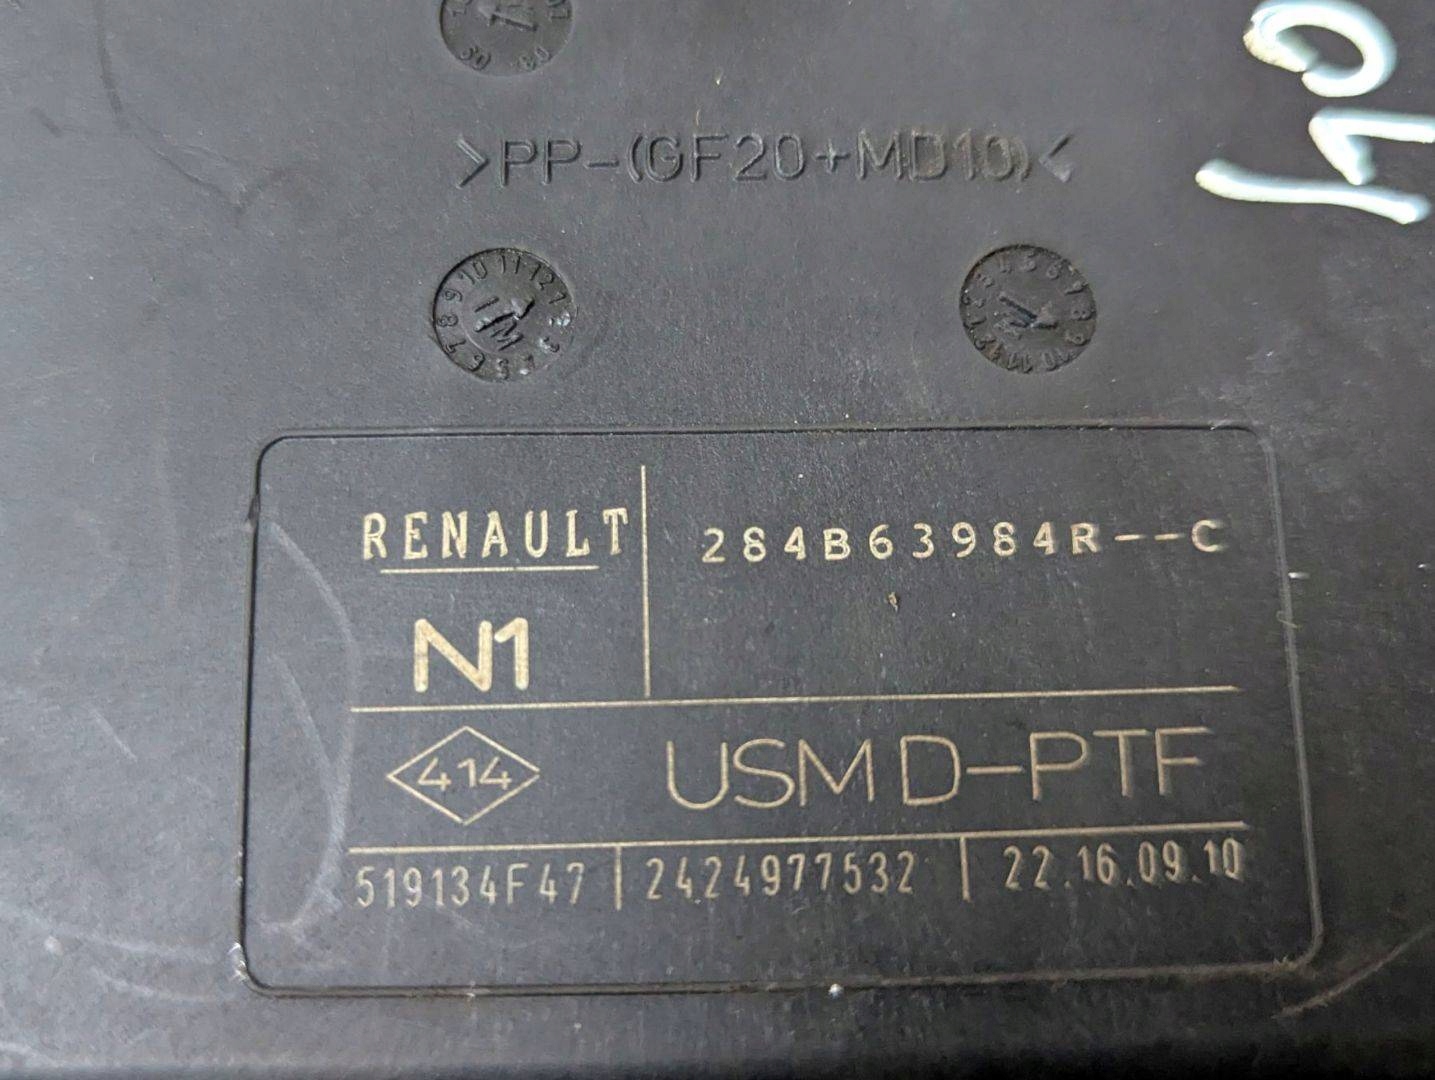 >PP-(GF20+MD10)<
RENAULT
284B63984R--C
N1
414
USM D-PTF
519134F47 | 2424977532 | 22.16.09.10